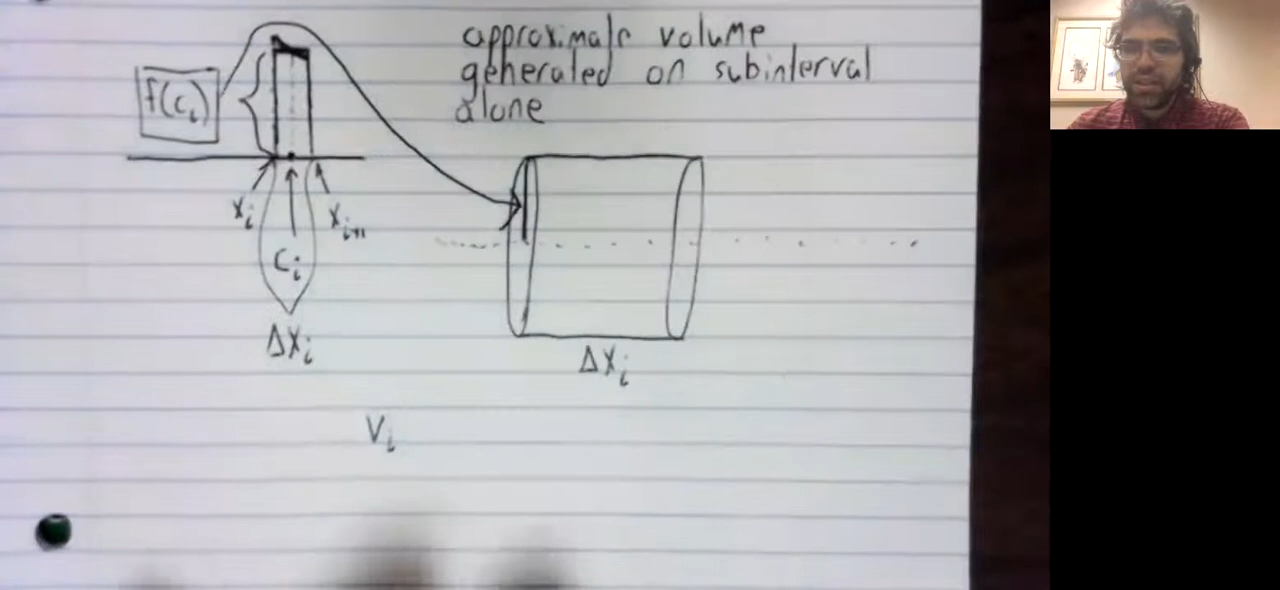 approximate volume
generated on subinterval
alone
f(cᵢ)
xᵢ
xᵢ₊₁
cᵢ
Δxᵢ
Δxᵢ
Vᵢ